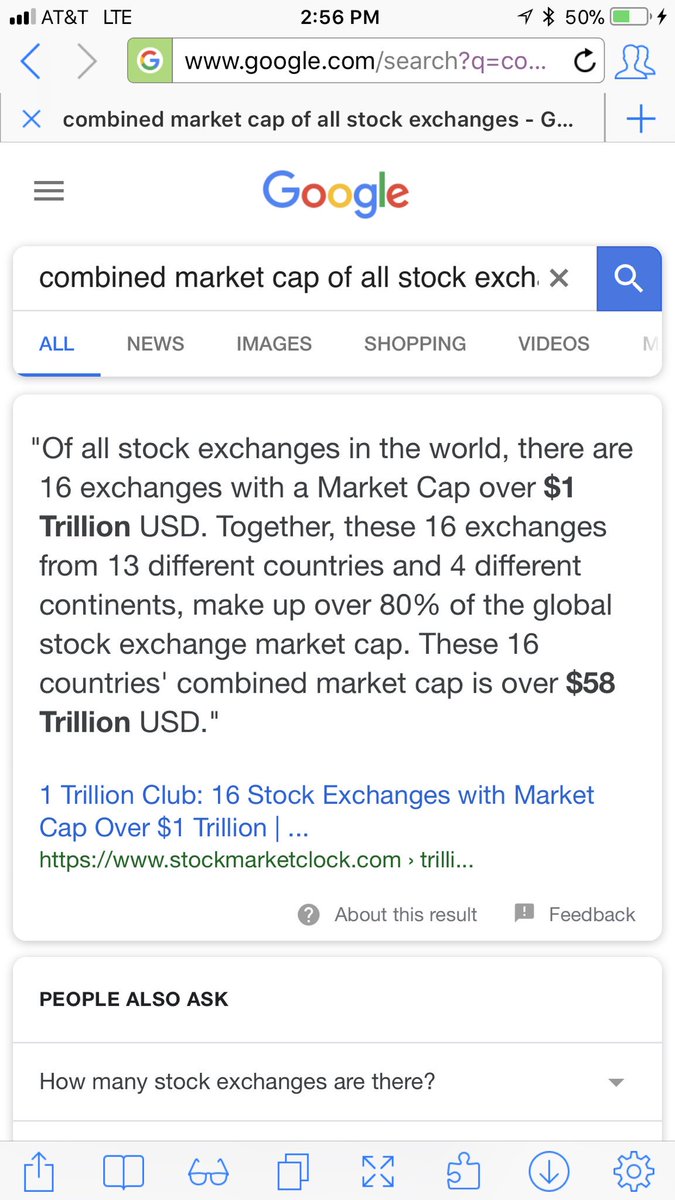 AT&T LTE 2:56 PM 50%
www.google.com/search?q=co...
combined market cap of all stock exchanges - G...
Google
combined market cap of all stock exch
ALL NEWS IMAGES SHOPPING VIDEOS M
"Of all stock exchanges in the world, there are
16 exchanges with a Market Cap over $1
Trillion USD. Together, these 16 exchanges
from 13 different countries and 4 different
continents, make up over 80% of the global
stock exchange market cap. These 16
countries' combined market cap is over $58
Trillion USD."
1 Trillion Club: 16 Stock Exchanges with Market
Cap Over $1 Trillion | ...
https://www.stockmarketclock.com › trilli...
About this result Feedback
PEOPLE ALSO ASK
How many stock exchanges are there?